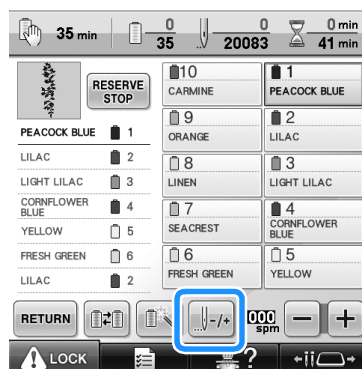 35 min
0
35
0
20083
0 min
41 min
RESERVE STOP
PEACOCK BLUE 1
LILAC 2
LIGHT LILAC 3
CORNFLOWER BLUE 4
YELLOW 5
FRESH GREEN 6
LILAC 2
10
CARMINE
1
PEACOCK BLUE
9
ORANGE
2
LILAC
8
LINEN
3
LIGHT LILAC
7
SEACREST
4
CORNFLOWER BLUE
6
FRESH GREEN
5
YELLOW
RETURN
-/+
spm
−
+
LOCK
?